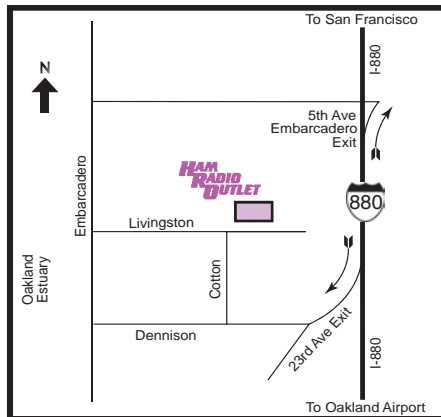 To San Francisco
I-880
N
5th Ave
Embarcadero
Exit
HAM
RADIO
OUTLET
880
Embarcadero
Livingston
Oakland
Estuary
Cotton
Dennison
23rd Ave Exit
I-880
To Oakland Airport